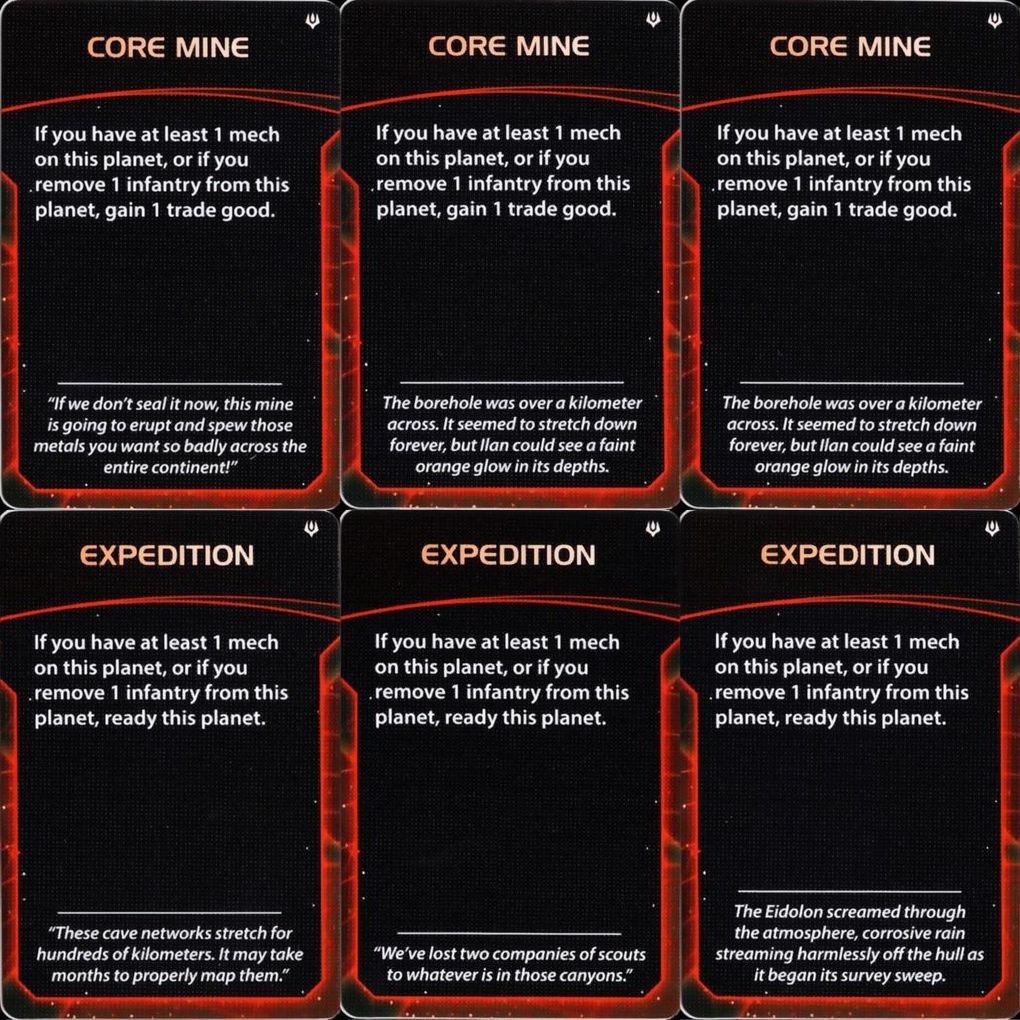 CORE MINE
If you have at least 1 mech
on this planet, or if you
remove 1 infantry from this
planet, gain 1 trade good.
“If we don’t seal it now, this mine
is going to erupt and spew those
metals you want so badly across the
entire continent!”
CORE MINE
If you have at least 1 mech
on this planet, or if you
remove 1 infantry from this
planet, gain 1 trade good.
The borehole was over a kilometer
across. It seemed to stretch down
forever, but Ilan could see a faint
orange glow in its depths.
CORE MINE
If you have at least 1 mech
on this planet, or if you
remove 1 infantry from this
planet, gain 1 trade good.
The borehole was over a kilometer
across. It seemed to stretch down
forever, but Ilan could see a faint
orange glow in its depths.
EXPEDITION
If you have at least 1 mech
on this planet, or if you
remove 1 infantry from this
planet, ready this planet.
“These cave networks stretch for
hundreds of kilometers. It may take
months to properly map them.”
EXPEDITION
If you have at least 1 mech
on this planet, or if you
remove 1 infantry from this
planet, ready this planet.
“We’ve lost two companies of scouts
to whatever is in those canyons.”
EXPEDITION
If you have at least 1 mech
on this planet, or if you
remove 1 infantry from this
planet, ready this planet.
The Eidolon screamed through
the atmosphere, corrosive rain
streaming harmlessly off the hull as
it began its survey sweep.